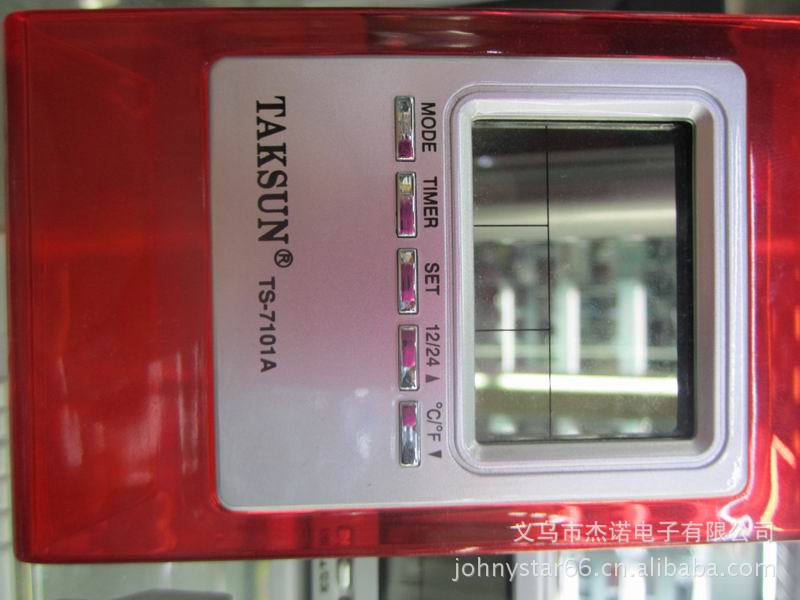 MODE TIMER SET 12/24 ▲ °C/°F ▼
TAKSUN® TS-7101A
义乌市杰诺电子有限公司
johnystar66.cn.alibaba.com